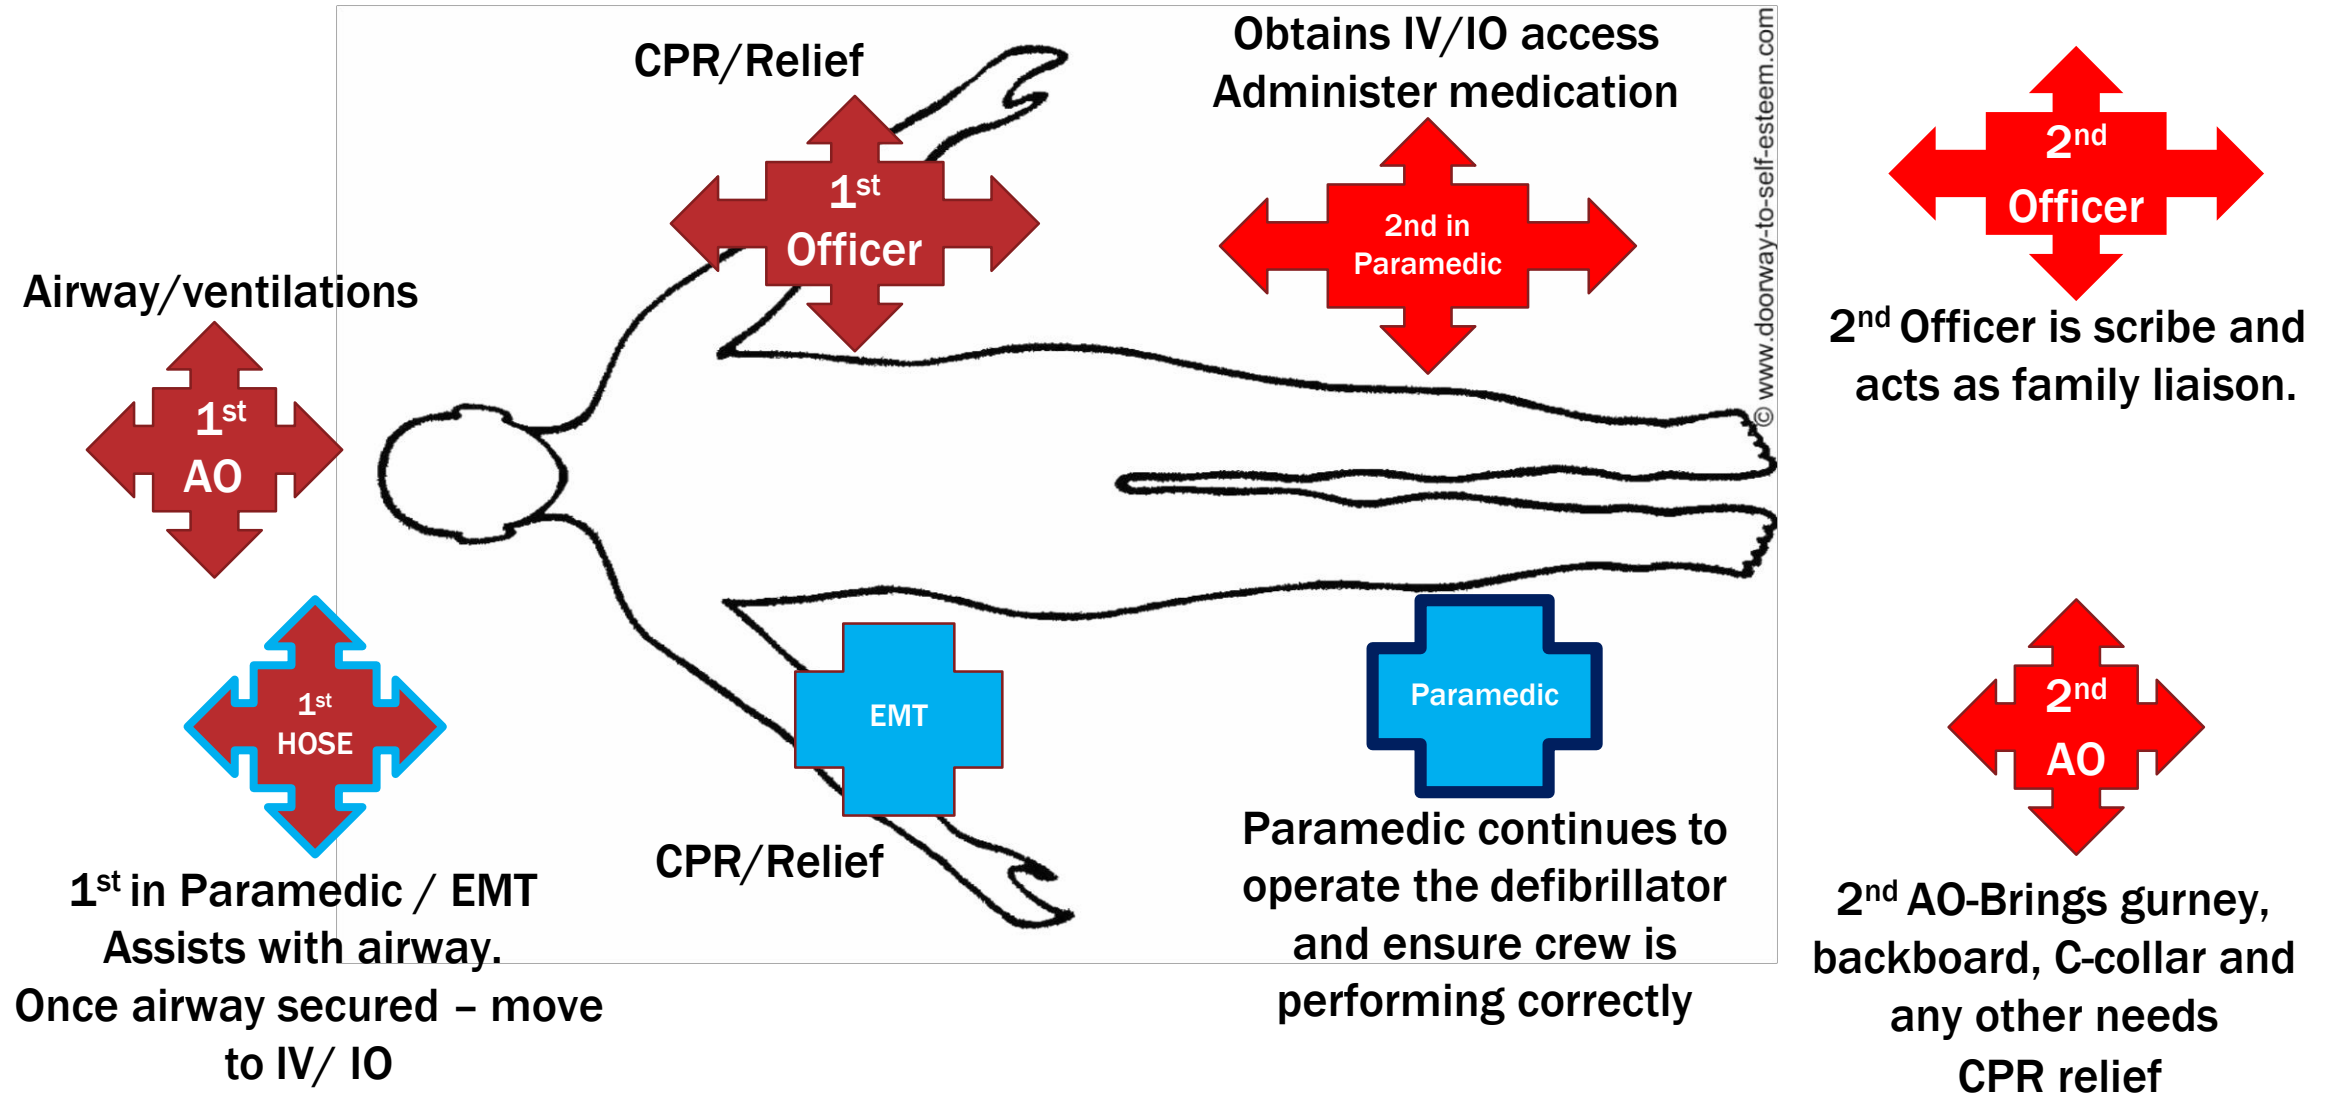 CPR/Relief
1st
Officer
Obtains IV/IO access
Administer medication
2nd in
Paramedic
© www.doorway-to-self-esteem.com
2nd
Officer
2nd Officer is scribe and
acts as family liaison.
Airway/ventilations
1st
AO
1st
HOSE
1st in Paramedic / EMT
Assists with airway.
Once airway secured – move
to IV/ IO
EMT
CPR/Relief
Paramedic
Paramedic continues to
operate the defibrillator
and ensure crew is
performing correctly
2nd
AO
2nd AO-Brings gurney,
backboard, C-collar and
any other needs
CPR relief